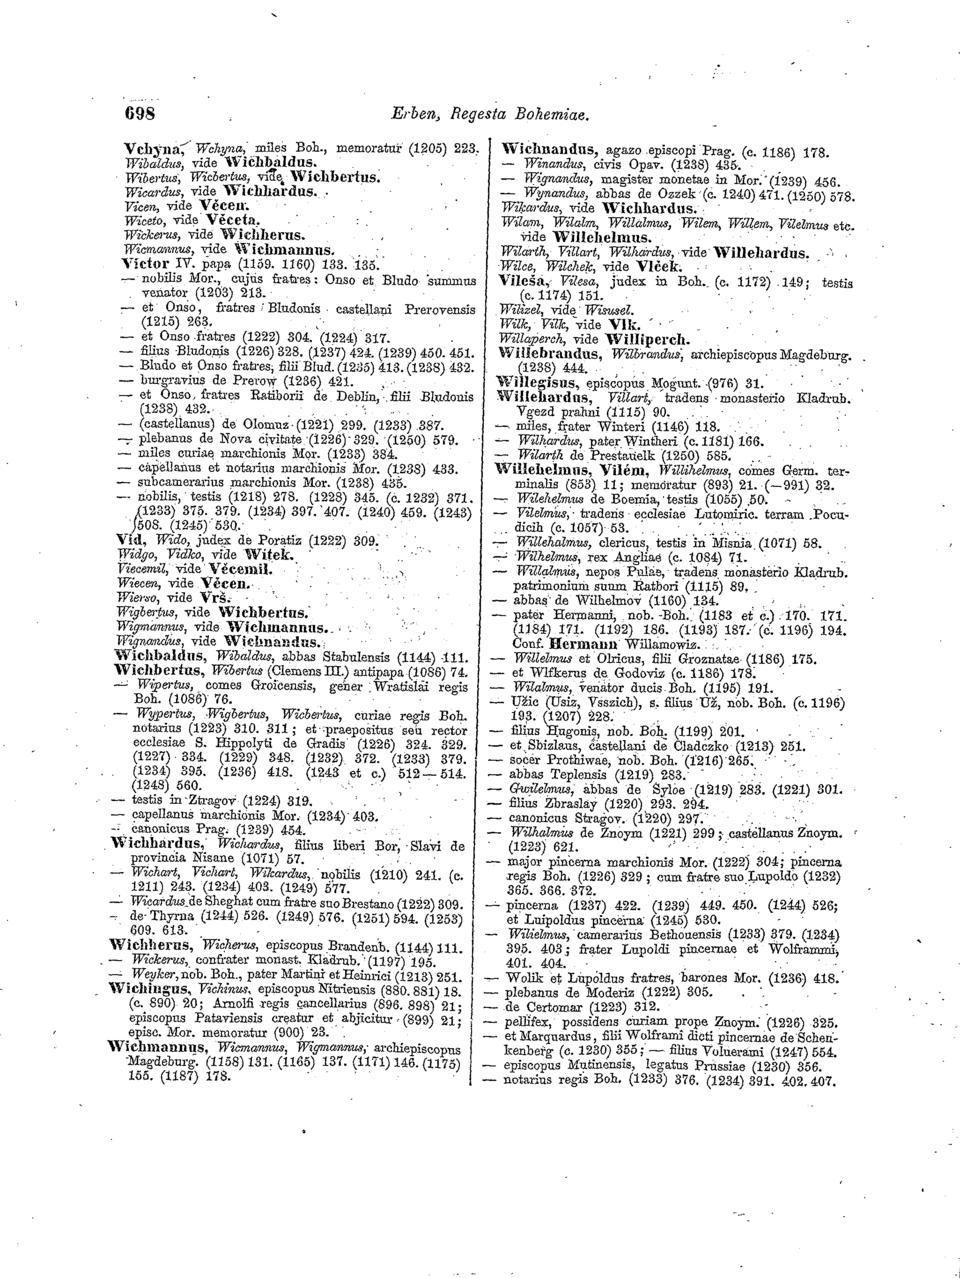 698
Erben, Regesta Bohemiae.
Vchyna, Wchyna, miles Boh., memoratur (1205) 223.
Wibaldus, vide Wichbaldus.
Wibertus, Wicbertus, vide Wichbertus.
Wicardus, vide Wichhardus.
Vicen, vide Věcen.
Wiceto, vide Věceta.
Wickerus, vide Wichherus.
Wicmannus, vide Wichmannus.
Victor IV. papa (1159. 1160) 133. 135.
— nobilis Mor., cujus fratres: Onso et Bludo summus
venator (1203) 213.
— et Onso, fratres Bludonis castellani Prerovensis
(1215) 263.
— et Onso fratres (1222) 304. (1224) 317.
— filius Bludonis (1226) 328. (1237) 424. (1239) 450. 451.
— Bludo et Onso fratres, filii Blud. (1235) 413. (1238) 432.
— burgravius de Prerow (1236) 421.
— et Onso, fratres Ratiborii de Deblin, filii Bludonis
(1238) 432.
— (castellanus) de Olomuz (1221) 299. (1233) 387.
— plebanus de Nova civitate (1226) 329. (1250) 579.
— miles curiae marchionis Mor. (1233) 384.
— capellanus et notarius marchionis Mor. (1238) 433.
— subcamerarius marchionis Mor. (1238) 435.
— nobilis, testis (1218) 278. (1228) 345. (c. 1232) 371.
(1233) 375. 379. (1234) 397. 407. (1240) 459. (1243)
508. (1245) 530.
Vid, Wido, judex de Poratiz (1222) 309.
Widgo, Vidko, vide Witek.
Viecemil, vide Věcemil.
Wiecen, vide Věcen.
Wierso, vide Vrš.
Wigbertus, vide Wichbertus.
Wigmannus, vide Wichmannus.
Wignandus, vide Wichnandus.
Wichbaldus, Wibaldus, abbas Stabulensis (1144) 111.
Wichbertus, Wibertus (Clemens III.) antipapa (1086) 74.
— Wipertus, comes Groicensis, gener Wratislai regis
Boh. (1086) 76.
— Wypertus, Wigbertus, Wicbertus, curiae regis Boh.
notarius (1223) 310. 311; et praepositus seu rector
ecclesiae S. Hippolyti de Gradis (1226) 324. 329.
(1227) 334. (1229) 348. (1232) 372. (1233) 379.
(1234) 395. (1236) 418. (1243 et c.) 512—514.
(1248) 560.
— testis in Ztragov (1224) 319.
— capellanus marchionis Mor. (1234) 403.
— canonicus Prag. (1239) 454.
Wichhardus, Wichardus, filius liberi Bor, Slavi de
provincia Nisane (1071) 57.
— Wichart, Vichart, Wikardus, nobilis (1210) 241. (c.
1211) 243. (1234) 403. (1249) 577.
— Wicardus de Sheghat cum fratre suo Brestano (1222) 309.
— de Thyrna (1244) 526. (1249) 576. (1251) 594. (1253)
609. 613.
Wichherus, Wicherus, episcopus Brandenb. (1144) 111.
— Wickerus, confrater monast. Kladrub. (1197) 195.
— Weyker, nob. Boh., pater Martini et Heinrici (1213) 251.
Wichingus, Vichinus, episcopus Nitriensis (880. 881) 18.
(c. 890) 20; Arnolfi regis cancellarius (896. 898) 21;
episcopus Pataviensis creatur et abjicitur (899) 21;
episc. Mor. memoratur (900) 23.
Wichmannus, Wicmannus, Wigmannus, archiepiscopus
Magdeburg. (1158) 131. (1165) 137. (1171) 146. (1175)
155. (1187) 178.
Wichnandus, agazo episcopi Prag. (c. 1186) 178.
— Winandus, civis Opav. (1238) 435.
— Wignandus, magister monetae in Mor. (1239) 456.
— Wynandus, abbas de Ozzek (c. 1240) 471. (1250) 578.
Wikardus, vide Wichhardus.
Wilam, Wilalm, Willalmus, Wilem, Willem, Vilelmus etc.
vide Willehelmus.
Wilarth, Villart, Wilhardus, vide Willehardus.
Wilce, Wilchek, vide Vlček.
Vileša, Vilesa, judex in Boh. (c. 1172) 149; testis
(c. 1174) 151.
Wilizel, vide Wisusel.
Wilk, Vilk, vide Vlk.
Willaperch, vide Williperch.
Willebrandus, Wilbrandus, archiepiscopus Magdeburg.
(1238) 444.
Willegisus, episcopus Mogunt. (976) 31.
Willehardus, Villart, tradens monasterio Kladrub.
Vgezd prahni (1115) 90.
— miles, frater Winteri (1146) 118.
— Wilhardus, pater Wintheri (c. 1181) 166.
— Wilarth de Prestauelk (1250) 585.
Willehelmus, Vilém, Willihelmus, comes Germ. ter-
minalis (853) 11; memoratur (893) 21. (—991) 32.
— Wilehelmus de Boemia, testis (1055) 50.
— Vilelmus, tradens ecclesiae Lutomiric. terram Pocu-
dicih (c. 1057) 53.
— Willehalmus, clericus, testis in Misnia (1071) 58.
— Wilhelmus, rex Angliae (c. 1084) 71.
— Willalmus, nepos Pulae, tradens monasterio Kladrub.
patrimonium suum Ratbori (1115) 89.
— abbas de Wilhelmov (1160) 134.
— pater Hermanni, nob. Boh. (1183 et c.) 170. 171.
(1184) 171. (1192) 186. (1193) 187. (c. 1196) 194.
Conf. Hermann Willamowiz.
— Willelmus et Olricus, filii Groznatae (1186) 175.
— et Wlfkerus de Godoviz (c. 1186) 178.
— Wilalmus, venator ducis Boh. (1195) 191.
— Užic (Usiz, Vsszich), s. filius Už, nob. Boh. (c. 1196)
193. (1207) 228.
— filius Hugonis, nob. Boh. (1199) 201.
— et Sbizlaus, castellani de Cladczko (1213) 251.
— socer Prothiwae, nob. Boh. (1216) 265.
— abbas Teplensis (1219) 283.
— Gwilelmus, abbas de Syloe (1219) 283. (1221) 301.
— filius Zbraslay (1220) 293. 294.
— canonicus Stragov. (1220) 297.
— Wilhalmus de Znoym (1221) 299; castellanus Znoym.
(1223) 621.
— major pincerna marchionis Mor. (1222) 304; pincerna
regis Boh. (1226) 329; cum fratre suo Lupoldo (1232)
365. 366. 372.
— pincerna (1237) 422. (1239) 449. 450. (1244) 526;
et Luipoldus pincerna (1245) 530.
— Wilielmus, camerarius Bethouensis (1233) 379. (1234)
395. 403; frater Lupoldi pincernae et Wolframmi,
401. 404.
— Wolik et Lupoldus fratres, barones Mor. (1236) 418.
— plebanus de Moderiz (1222) 305.
— de Certomar (1223) 312.
— pellifex, possidens curiam prope Znoym. (1226) 325.
— et Marquardus, filii Wolframi dicti pincernae de Schen-
kenberg (c. 1230) 355; — filius Voluerami (1247) 554.
— episcopus Mutinensis, legatus Prussiae (1230) 356.
— notarius regis Boh. (1233) 376. (1234) 391. 402. 407.